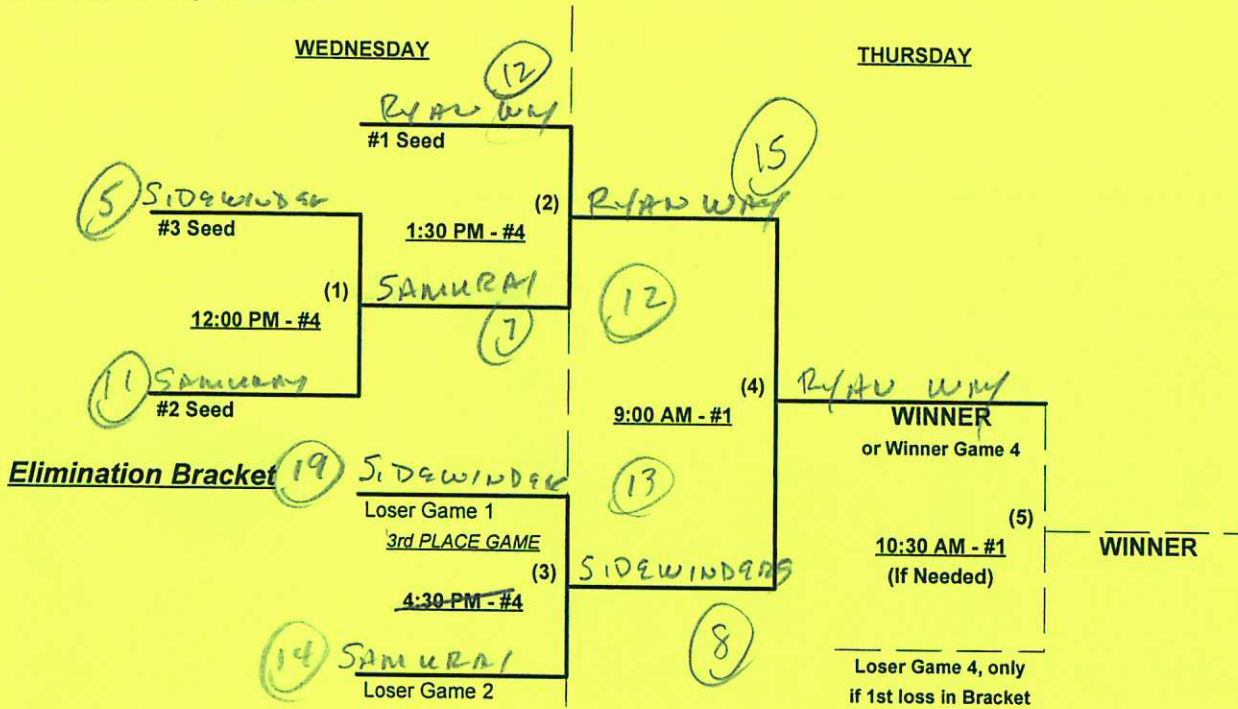 WEDNESDAY
THURSDAY
12
RYAN WAY
#1 Seed
15
5 SIDEWINDER
#3 Seed
(2)
RYAN WAY
1:30 PM - #4
(1)
SAMURAI
12
12:00 PM - #4
7
11 SAMURAI
#2 Seed
(4)
RYAN WAY
9:00 AM - #1
WINNER
or Winner Game 4
Elimination Bracket
19 SIDEWINDER
13
Loser Game 1
3rd PLACE GAME
(5)
10:30 AM - #1
WINNER
(3)
SIDEWINDERS
(If Needed)
4:30 PM - #4
8
14 SAMURAI
Loser Game 2
Loser Game 4, only
if 1st loss in Bracket